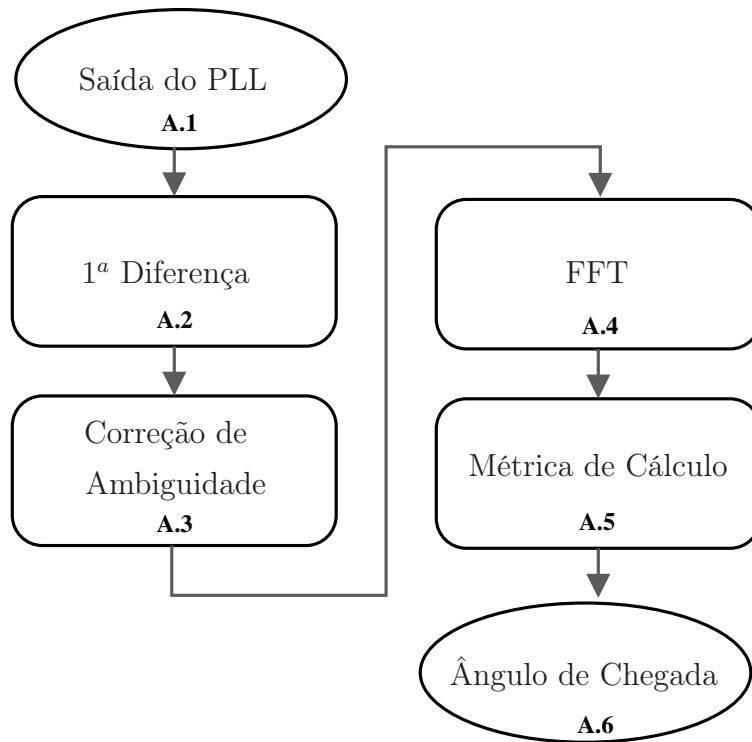 Saída do PLL
A.1
1ª Diferença
A.2
Correção de
Ambiguidade
A.3
FFT
A.4
Métrica de Cálculo
A.5
Ângulo de Chegada
A.6